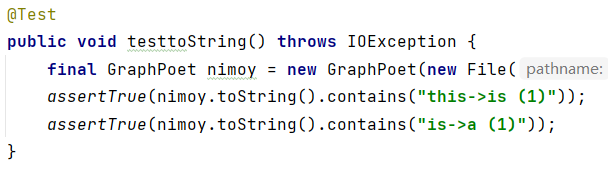 @Test
public void testtoString() throws IOException {
    final GraphPoet nimoy = new GraphPoet(new File( pathname:
    assertTrue(nimoy.toString().contains("this->is (1)"));
    assertTrue(nimoy.toString().contains("is->a (1)"));
}